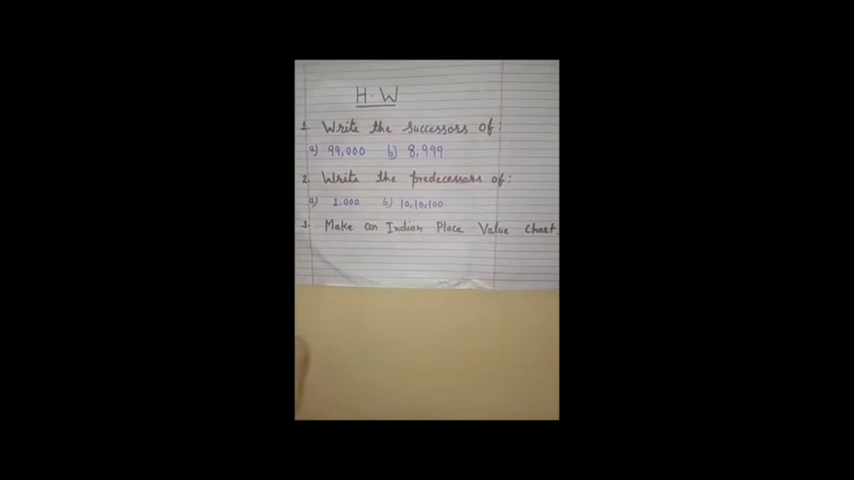 H.W
1. Write the successors of:
a) 99,000 b) 8,999
2. Write the predecessors of:
a) 1.000 b) 10,10,100
3. Make an Indian Place Value Chart.